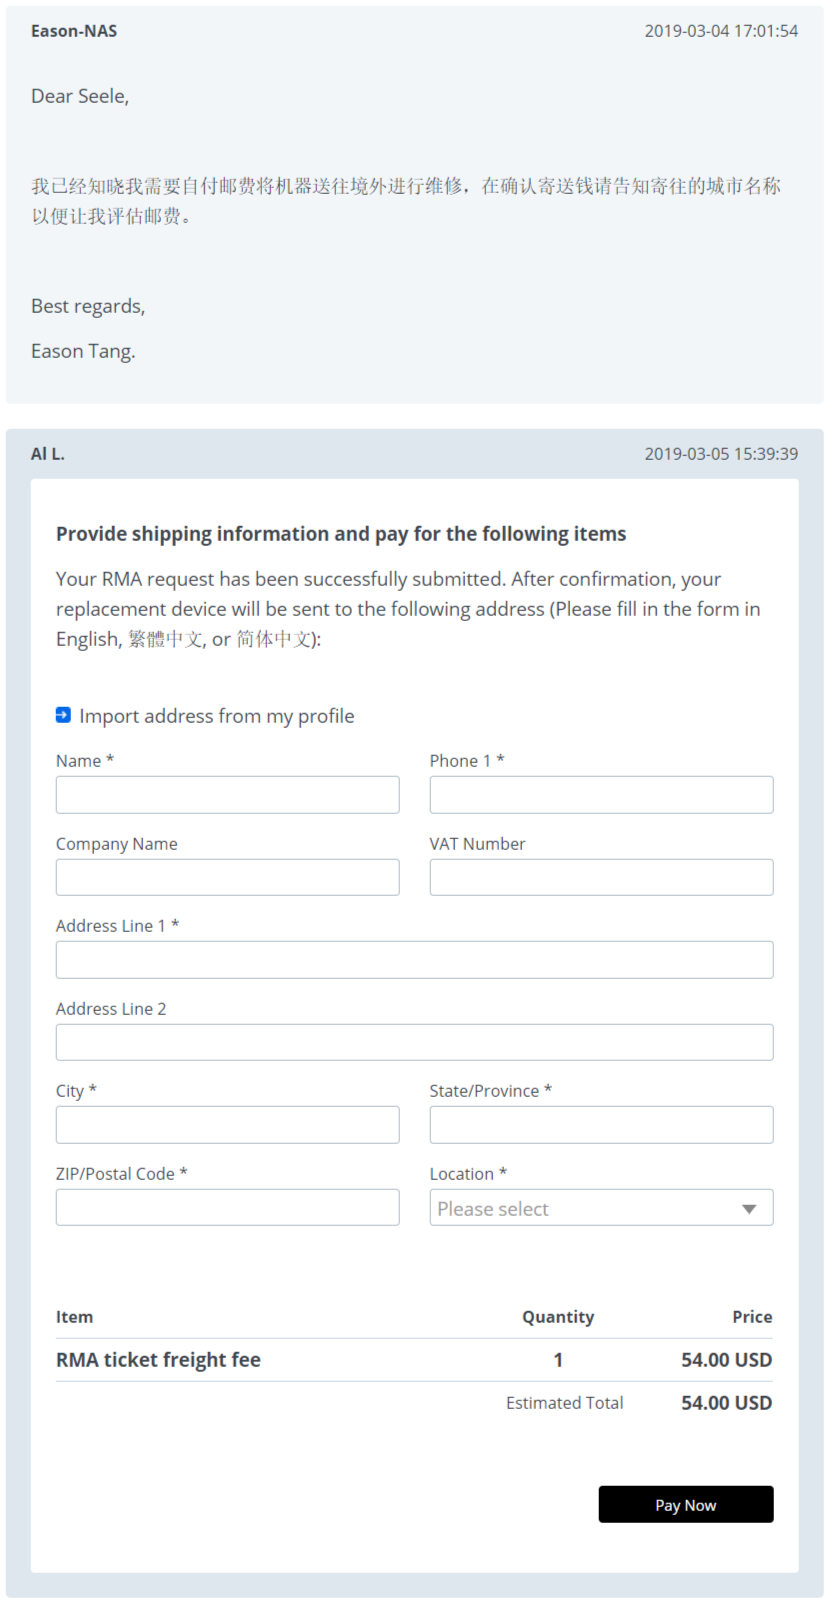 Eason-NAS 2019-03-04 17:01:54
Dear Seele,
我已经知晓我需要自付邮费将机器送往境外进行维修，在确认寄送钱请告知寄往的城市名称
以便让我评估邮费。
Best regards,
Eason Tang.
Al L. 2019-03-05 15:39:39
Provide shipping information and pay for the following items
Your RMA request has been successfully submitted. After confirmation, your
replacement device will be sent to the following address (Please fill in the form in
English, 繁體中文, or 简体中文):
Import address from my profile
Name * Phone 1 *
Company Name VAT Number
Address Line 1 *
Address Line 2
City * State/Province *
ZIP/Postal Code * Location *
Please select
Item Quantity Price
RMA ticket freight fee 1 54.00 USD
Estimated Total 54.00 USD
Pay Now